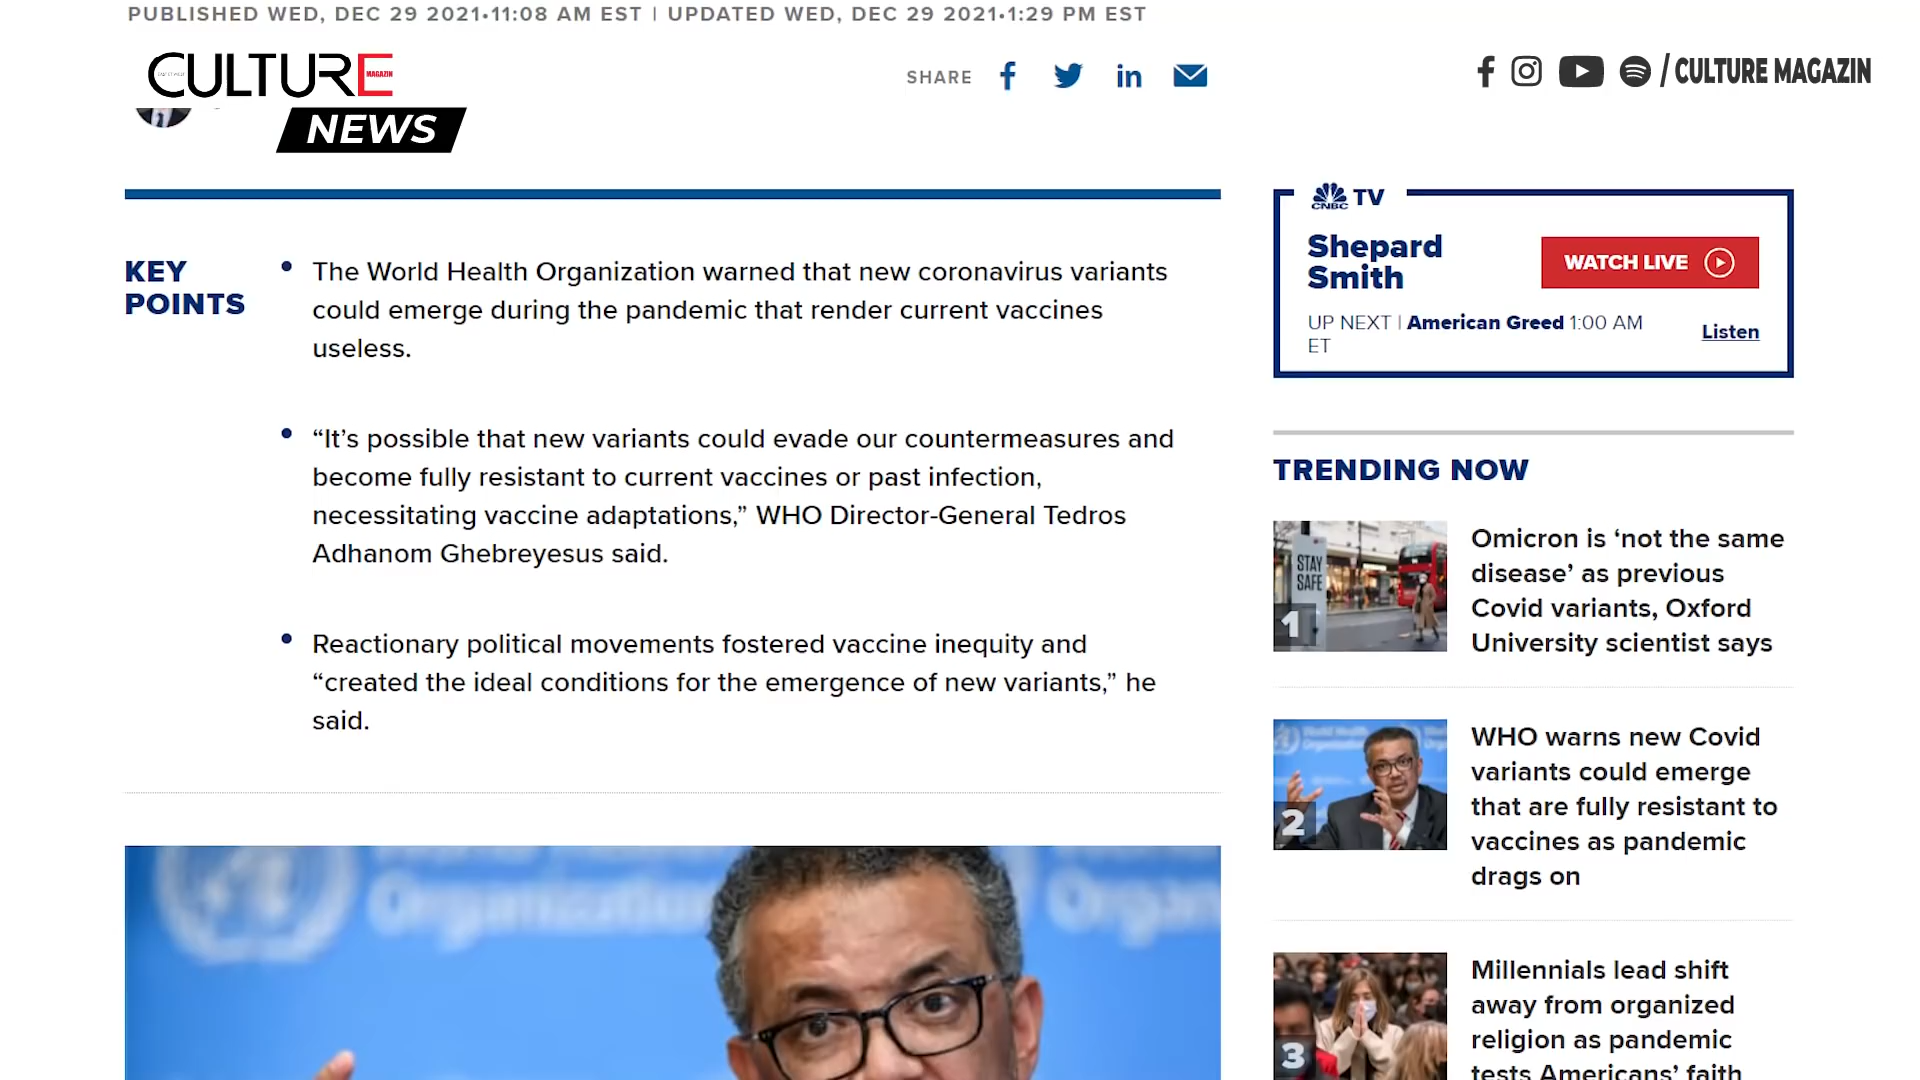 PUBLISHED WED, DEC 29 2021•11:08 AM EST | UPDATED WED, DEC 29 2021•1:29 PM EST
CULTURE
MAGAZIN
NEWS
SHARE
/ CULTURE MAGAZIN
KEY
POINTS
• The World Health Organization warned that new coronavirus variants
could emerge during the pandemic that render current vaccines
useless.
• “It’s possible that new variants could evade our countermeasures and
become fully resistant to current vaccines or past infection,
necessitating vaccine adaptations,” WHO Director-General Tedros
Adhanom Ghebreyesus said.
• Reactionary political movements fostered vaccine inequity and
“created the ideal conditions for the emergence of new variants,” he
said.
Organization
CNBC TV
Shepard
Smith
WATCH LIVE
UP NEXT | American Greed 1:00 AM
ET
Listen
TRENDING NOW
STAY
SAFE
1
Omicron is ‘not the same
disease’ as previous
Covid variants, Oxford
University scientist says
2
WHO warns new Covid
variants could emerge
that are fully resistant to
vaccines as pandemic
drags on
3
Millennials lead shift
away from organized
religion as pandemic
tests Americans’ faith